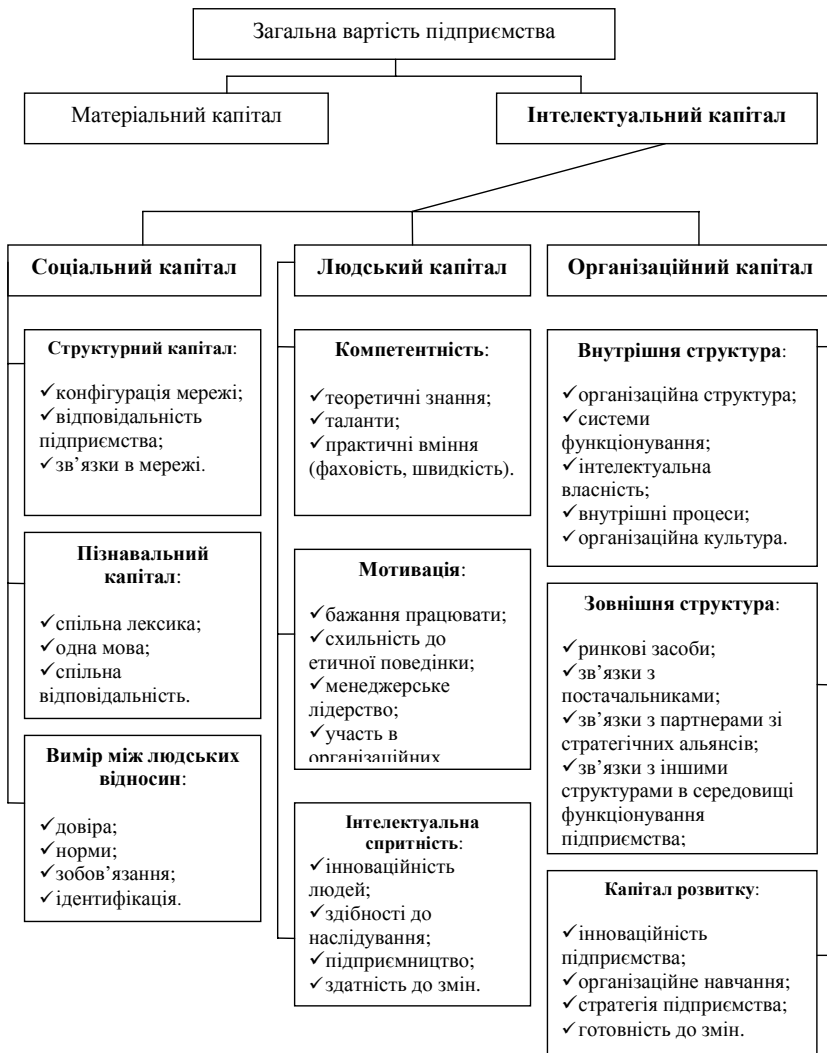 Загальна вартість підприємства
Матеріальний капітал
Інтелектуальний капітал
Соціальний капітал
Структурний капітал:
✓конфігурація мережі;
✓відповідальність
підприємства;
✓зв’язки в мережі.
Пізнавальний
капітал:
✓спільна лексика;
✓одна мова;
✓спільна
відповідальність.
Вимір між людських
відносин:
✓довіра;
✓норми;
✓зобов’язання;
✓ідентифікація.
Людський капітал
Компетентність:
✓теоретичні знання;
✓таланти;
✓практичні вміння
(фаховість, швидкість).
Мотивація:
✓бажання працювати;
✓схильність до
етичної поведінки;
✓менеджерське
лідерство;
✓участь в
організаційних
Інтелектуальна
спритність:
✓інноваційність
людей;
✓здібності до
наслідування;
✓підприємництво;
✓здатність до змін.
Організаційний капітал
Внутрішня структура:
✓організаційна структура;
✓системи
функціонування;
✓інтелектуальна
власність;
✓внутрішні процеси;
✓організаційна культура.
Зовнішня структура:
✓ринкові засоби;
✓зв’язки з
постачальниками;
✓зв’язки з партнерами зі
стратегічних альянсів;
✓зв’язки з іншими
структурами в середовищі
функціонування
підприємства;
Капітал розвитку:
✓інноваційність
підприємства;
✓організаційне навчання;
✓стратегія підприємства;
✓готовність до змін.